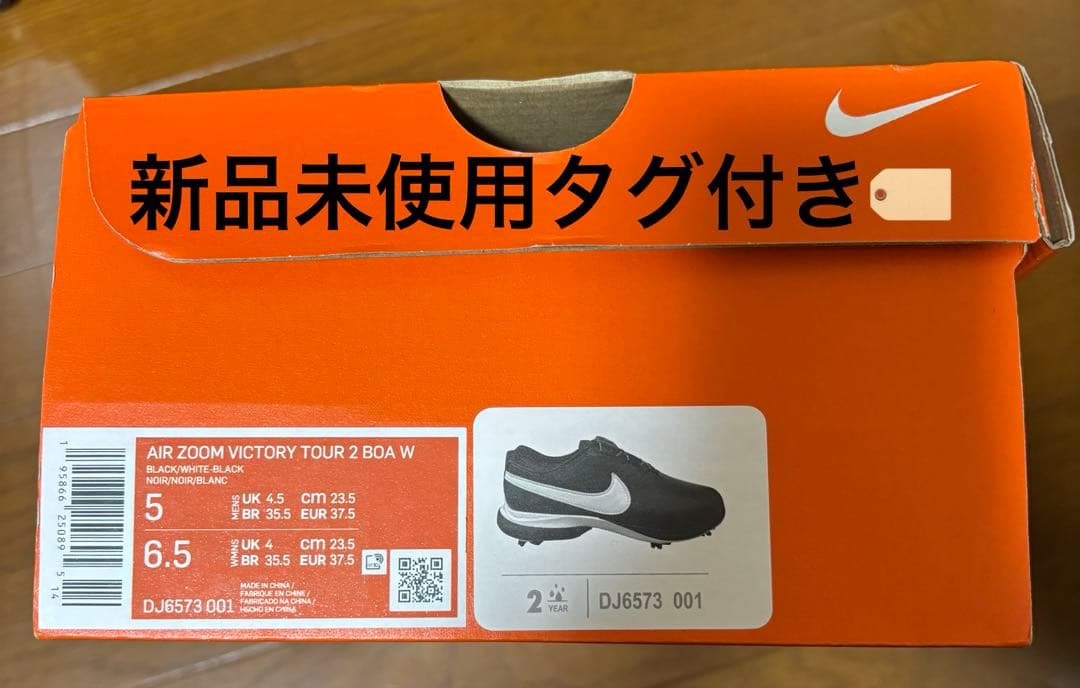 新品未使用タグ付き
AIR ZOOM VICTORY TOUR 2 BOA W
BLACK/WHITE-BLACK
NOIR/NOIR/BLANC
5
MENS
UK 4.5 cm 23.5
BR 35.5 EUR 37.5
6.5
WMNS
UK 4 cm 23.5
BR 35.5 EUR 37.5
MADE IN CHINA /
FABRIQUE EN CHINE /
FABRICADO NA CHINA /
HECHO EN CHINA
DJ6573 001
1 95866 25089 5 14
2 YEAR
DJ6573 001